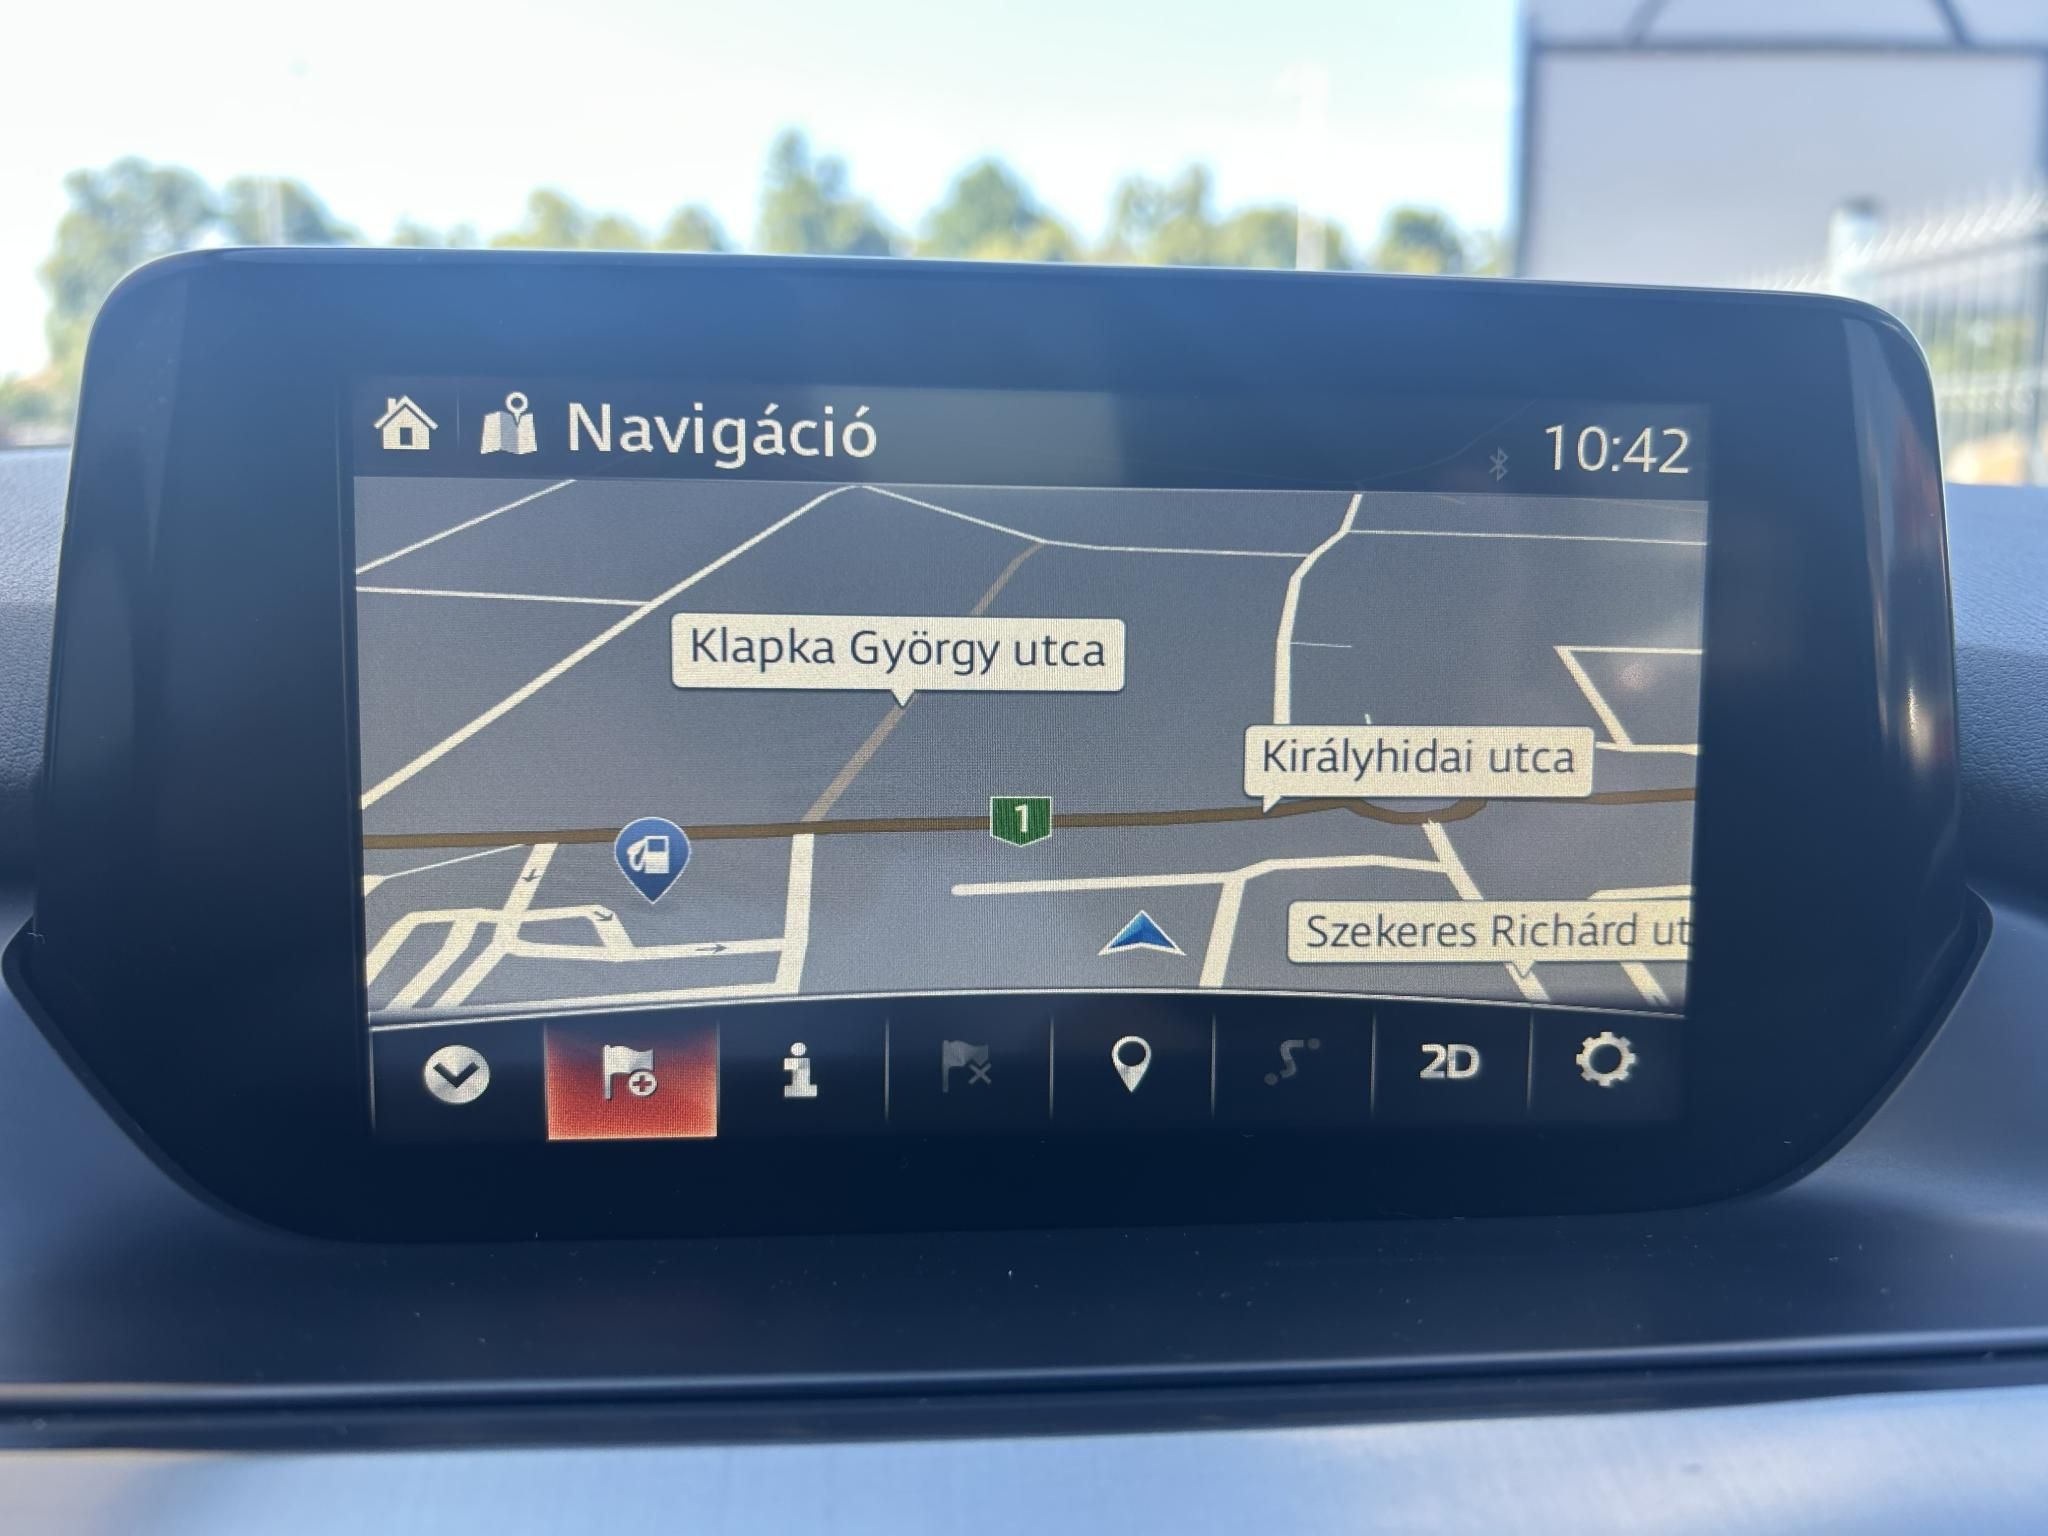 Navigáció
10:42
Klapka György utca
Királyhidai utca
1
Szekeres Richárd ut
2D